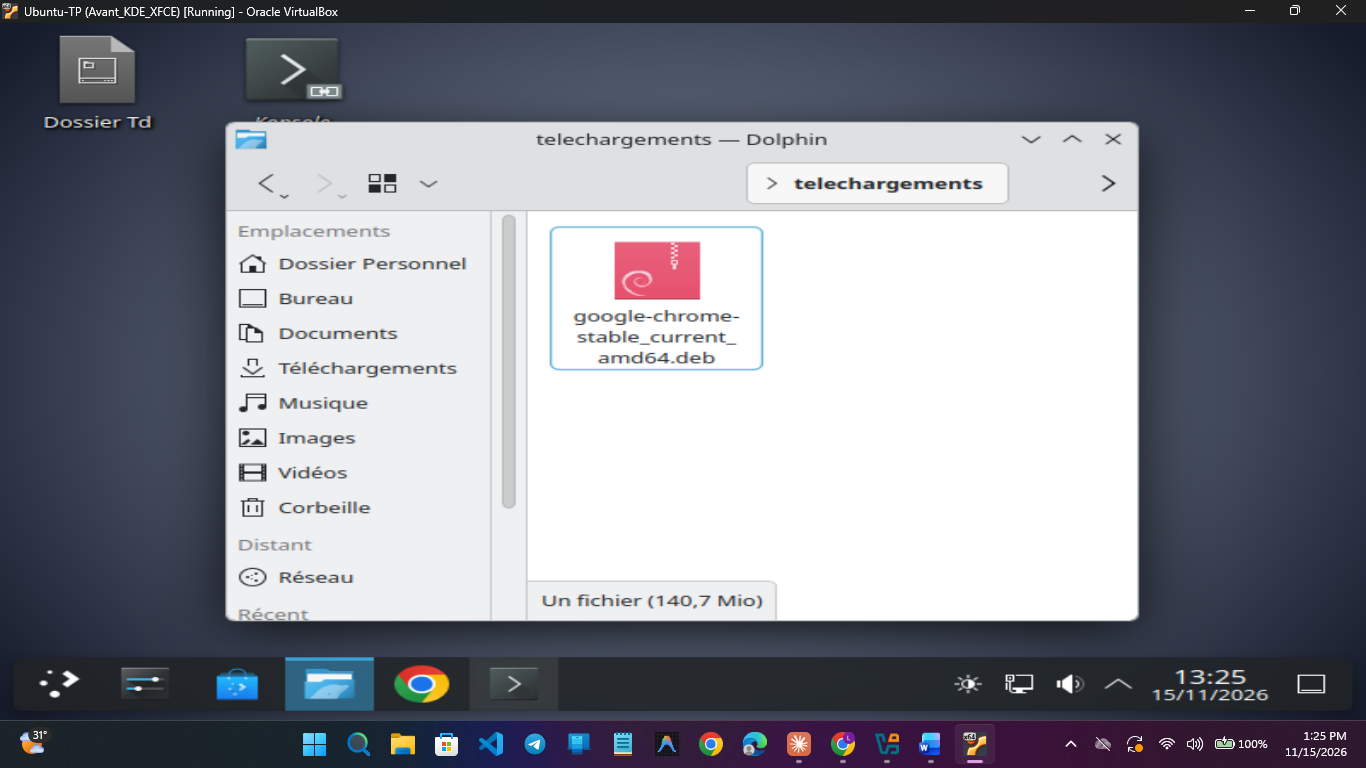 Ubuntu-TP (Avant_KDE_XFCE) [Running] - Oracle VirtualBox
Dossier Td
Konsole
telechargements — Dolphin
telechargements
Emplacements
Dossier Personnel
Bureau
Documents
Téléchargements
Musique
Images
Vidéos
Corbeille
Distant
Réseau
Récent
google-chrome-
stable_current_
amd64.deb
Un fichier (140,7 Mio)
13:25
15/11/2026
31°
100%
1:25 PM
11/15/2026